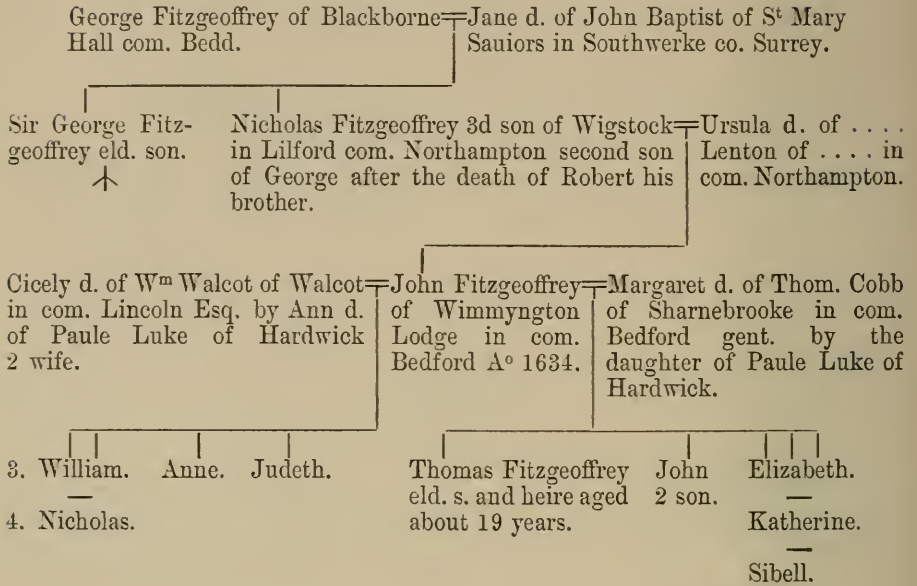 George Fitzgeoffrey of Blackborne
Hall com. Bedd.
Jane d. of John Baptist of Sᵗ Mary
Sauiors in Southwerke co. Surrey.
Sir George Fitz-
geoffrey eld. son.
Nicholas Fitzgeoffrey 3d son of Wigstock
in Lilford com. Northampton second son
of George after the death of Robert his
brother.
Ursula d. of . . . .
Lenton of . . . . in
com. Northampton.
Cicely d. of Wᵐ Walcot of Walcot
in com. Lincoln Esq. by Ann d.
of Paule Luke of Hardwick
2 wife.
John Fitzgeoffrey
of Wimmyngton
Lodge in com.
Bedford Aᵒ 1634.
Margaret d. of Thom. Cobb
of Sharnebrooke in com.
Bedford gent. by the
daughter of Paule Luke of
Hardwick.
3. William.
4. Nicholas.
Anne.
Judeth.
Thomas Fitzgeoffrey
eld. s. and heire aged
about 19 years.
John
2 son.
Elizabeth.
Katherine.
Sibell.